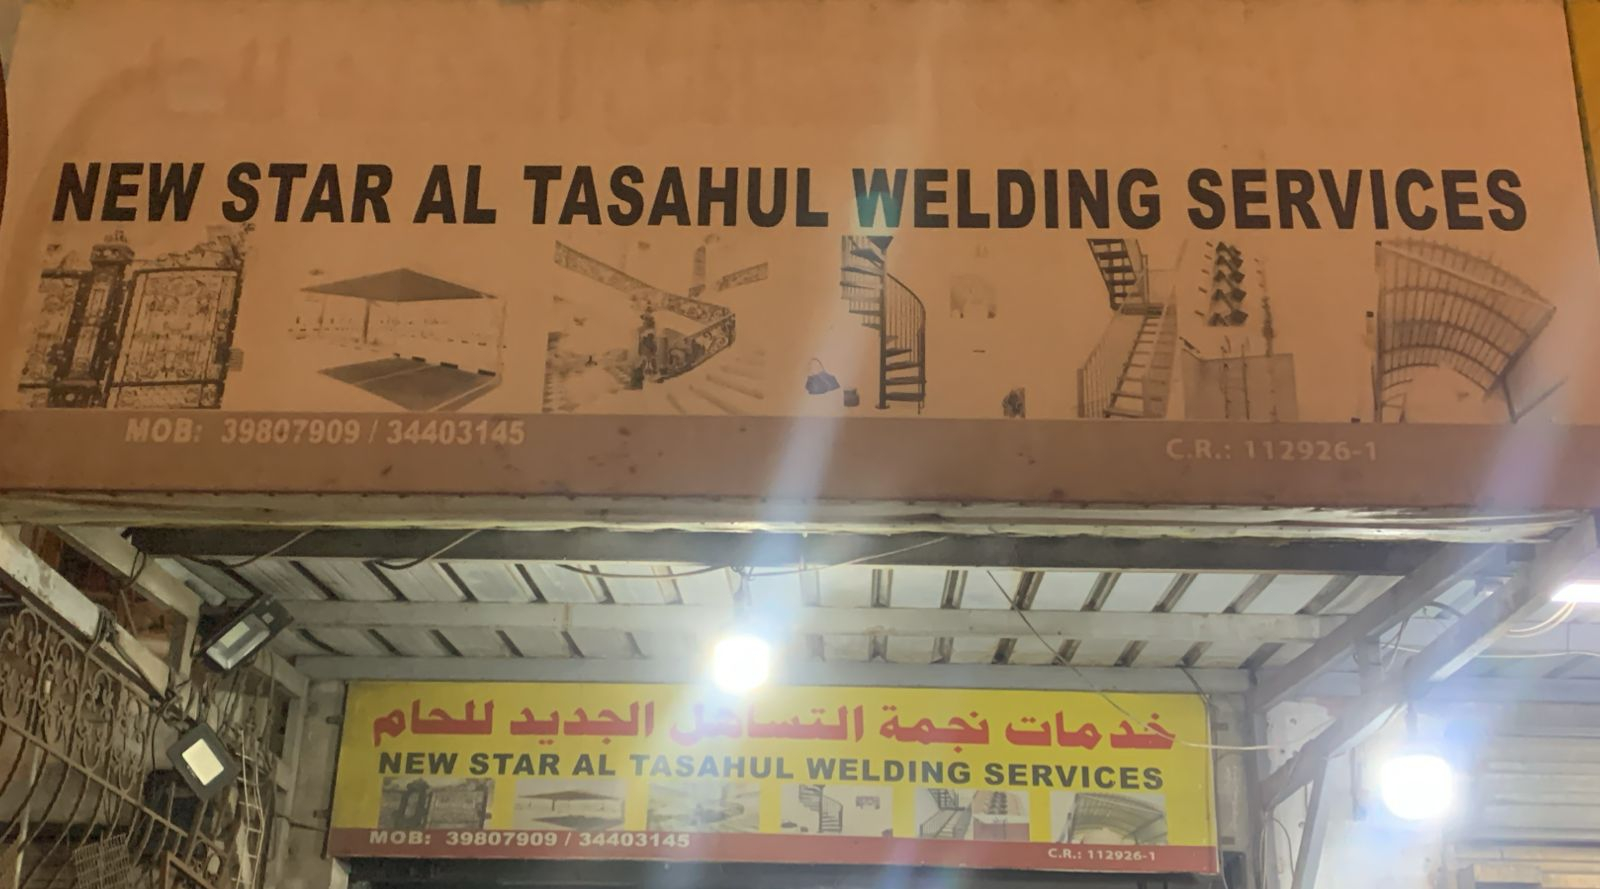 NEW STAR AL TASAHUL WELDING SERVICES
MOB: 39807909 / 34403145
C.R.: 112926-1
خدمات نجمة التساهل الجديد للحام
NEW STAR AL TASAHUL WELDING SERVICES
MOB: 39807909 / 34403145
C.R.: 112926-1